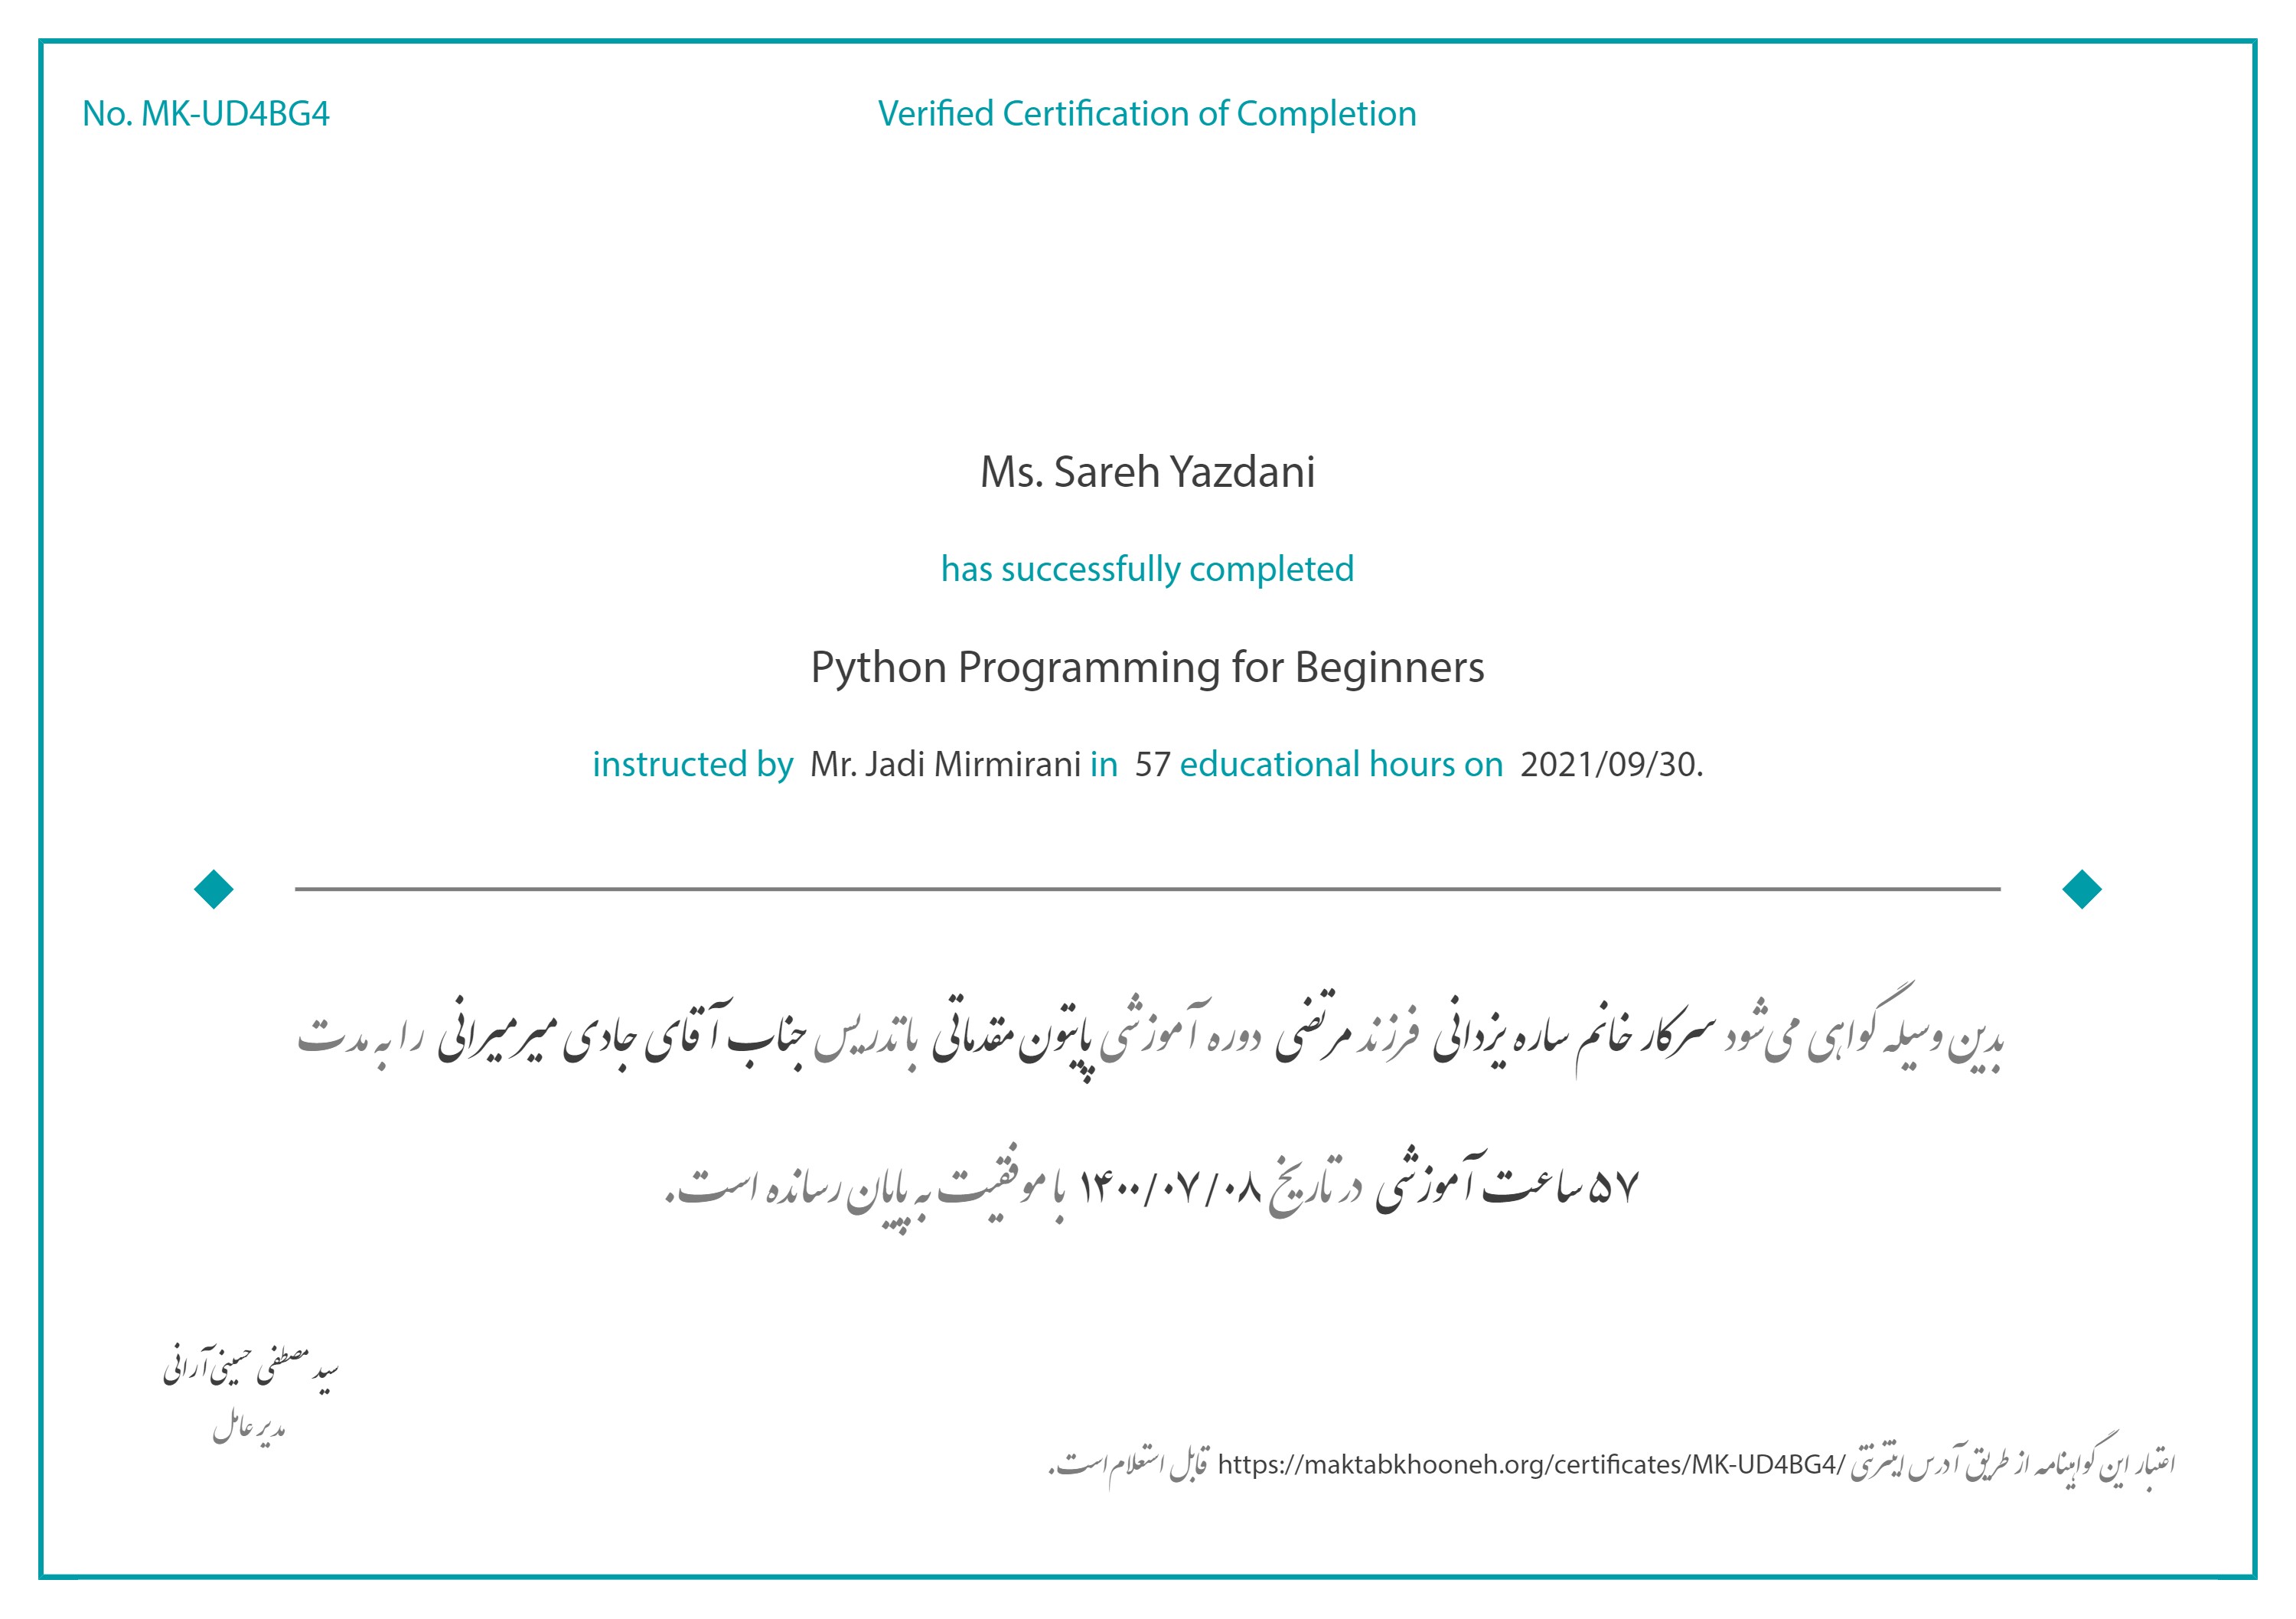 No. MK-UD4BG4
Verified Certification of Completion
Ms. Sareh Yazdani
has successfully completed
Python Programming for Beginners
instructed by Mr. Jadi Mirmirani in 57 educational hours on 2021/09/30.
بدین وسیله گواهی می‌شود سرکار خانم ساره یزدانی فرزند مرتضی دوره آموزشی پایتون مقدماتی با تدریس جناب آقای جادی میرمیرانی را به مدت
۵۷ ساعت آموزشی در تاریخ ۱۴۰۰/۰۷/۰۸ با موفقیت به پایان رسانده است.
سید مصطفی حسینی آرانی
مدیر عامل
اعتبار این گواهینامه از طریق آدرس اینترنتی https://maktabkhooneh.org/certificates/MK-UD4BG4/ قابل استعلام است.